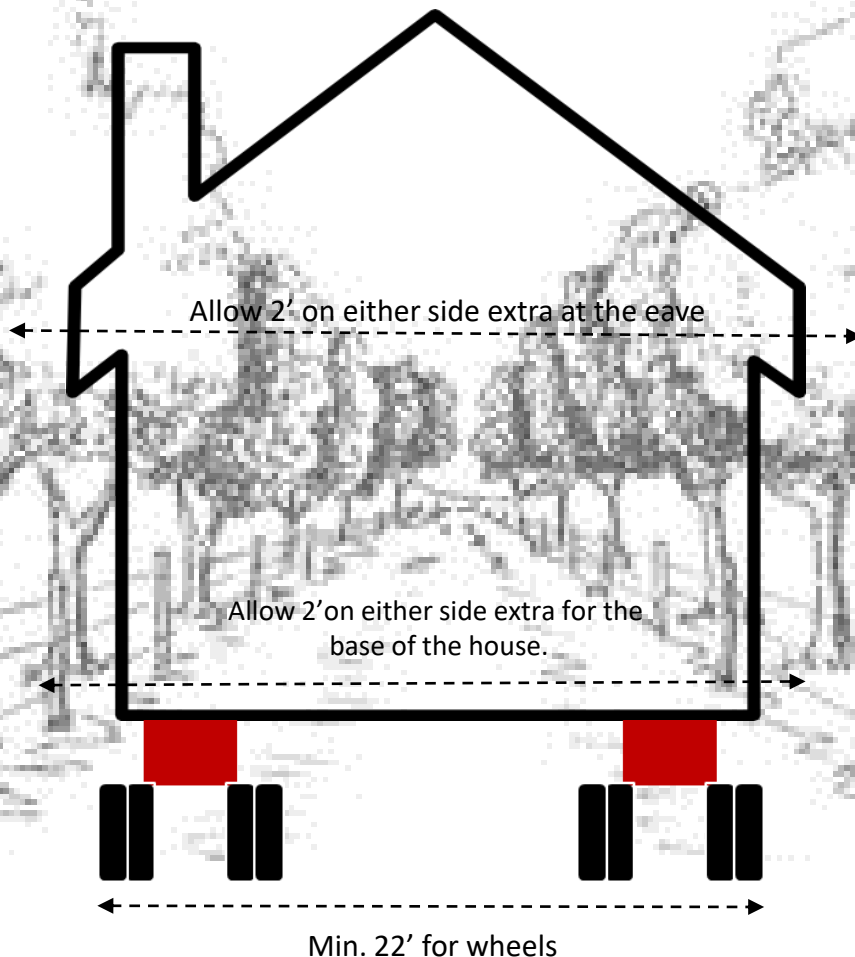 Allow 2’ on either side extra at the eave
Allow 2’on either side extra for the
base of the house.
Min. 22’ for wheels